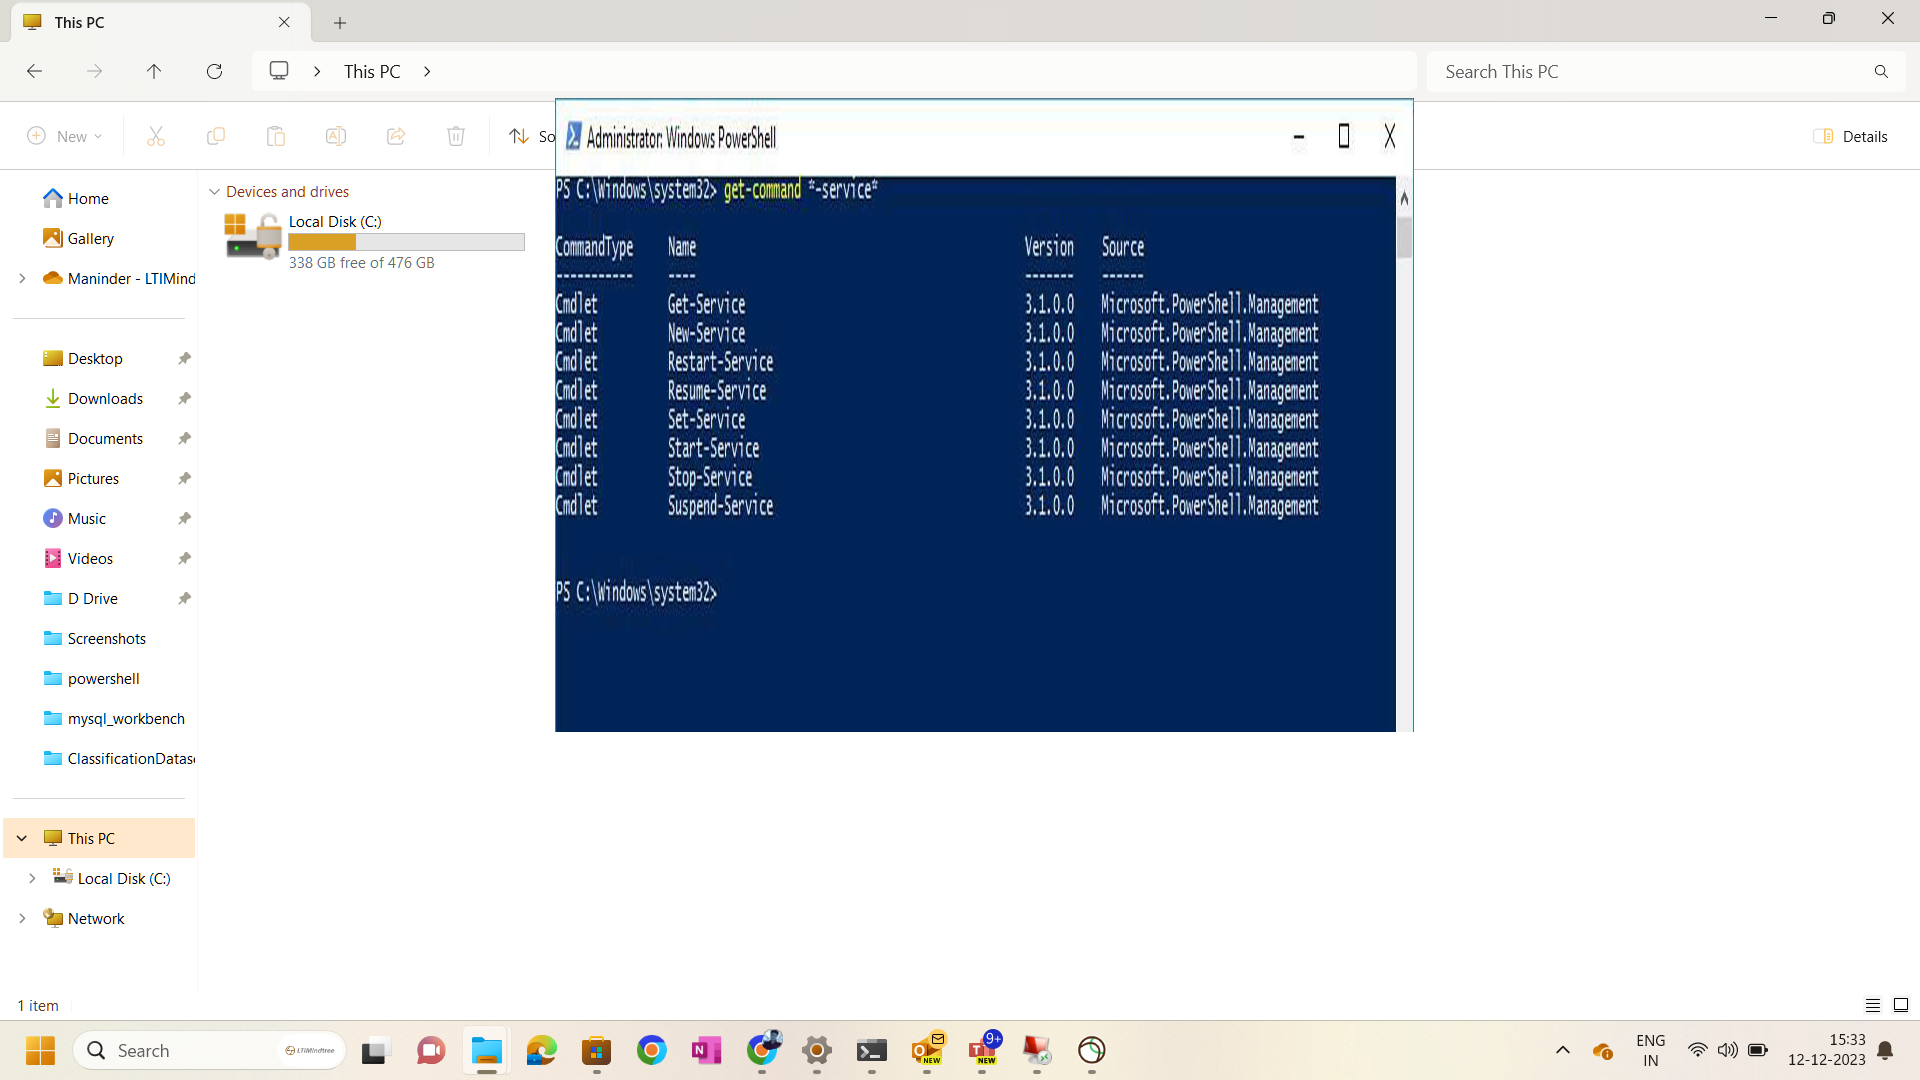 This PC
This PC
Search This PC
New
So
Details
Administrator: Windows PowerShell
PS C:\Windows\system32> get-command *-service*
CommandType Name Version Source
----------- ---- ------- ------
Cmdlet Get-Service 3.1.0.0 Microsoft.PowerShell.Management
Cmdlet New-Service 3.1.0.0 Microsoft.PowerShell.Management
Cmdlet Restart-Service 3.1.0.0 Microsoft.PowerShell.Management
Cmdlet Resume-Service 3.1.0.0 Microsoft.PowerShell.Management
Cmdlet Set-Service 3.1.0.0 Microsoft.PowerShell.Management
Cmdlet Start-Service 3.1.0.0 Microsoft.PowerShell.Management
Cmdlet Stop-Service 3.1.0.0 Microsoft.PowerShell.Management
Cmdlet Suspend-Service 3.1.0.0 Microsoft.PowerShell.Management
PS C:\Windows\system32>
Home
Gallery
Maninder - LTIMind
Desktop
Downloads
Documents
Pictures
Music
Videos
D Drive
Screenshots
powershell
mysql_workbench
ClassificationDatas
This PC
Local Disk (C:)
Network
Devices and drives
Local Disk (C:)
338 GB free of 476 GB
1 item
Search
LTIMindtree
NEW
9+
NEW
ENG
IN
15:33
12-12-2023